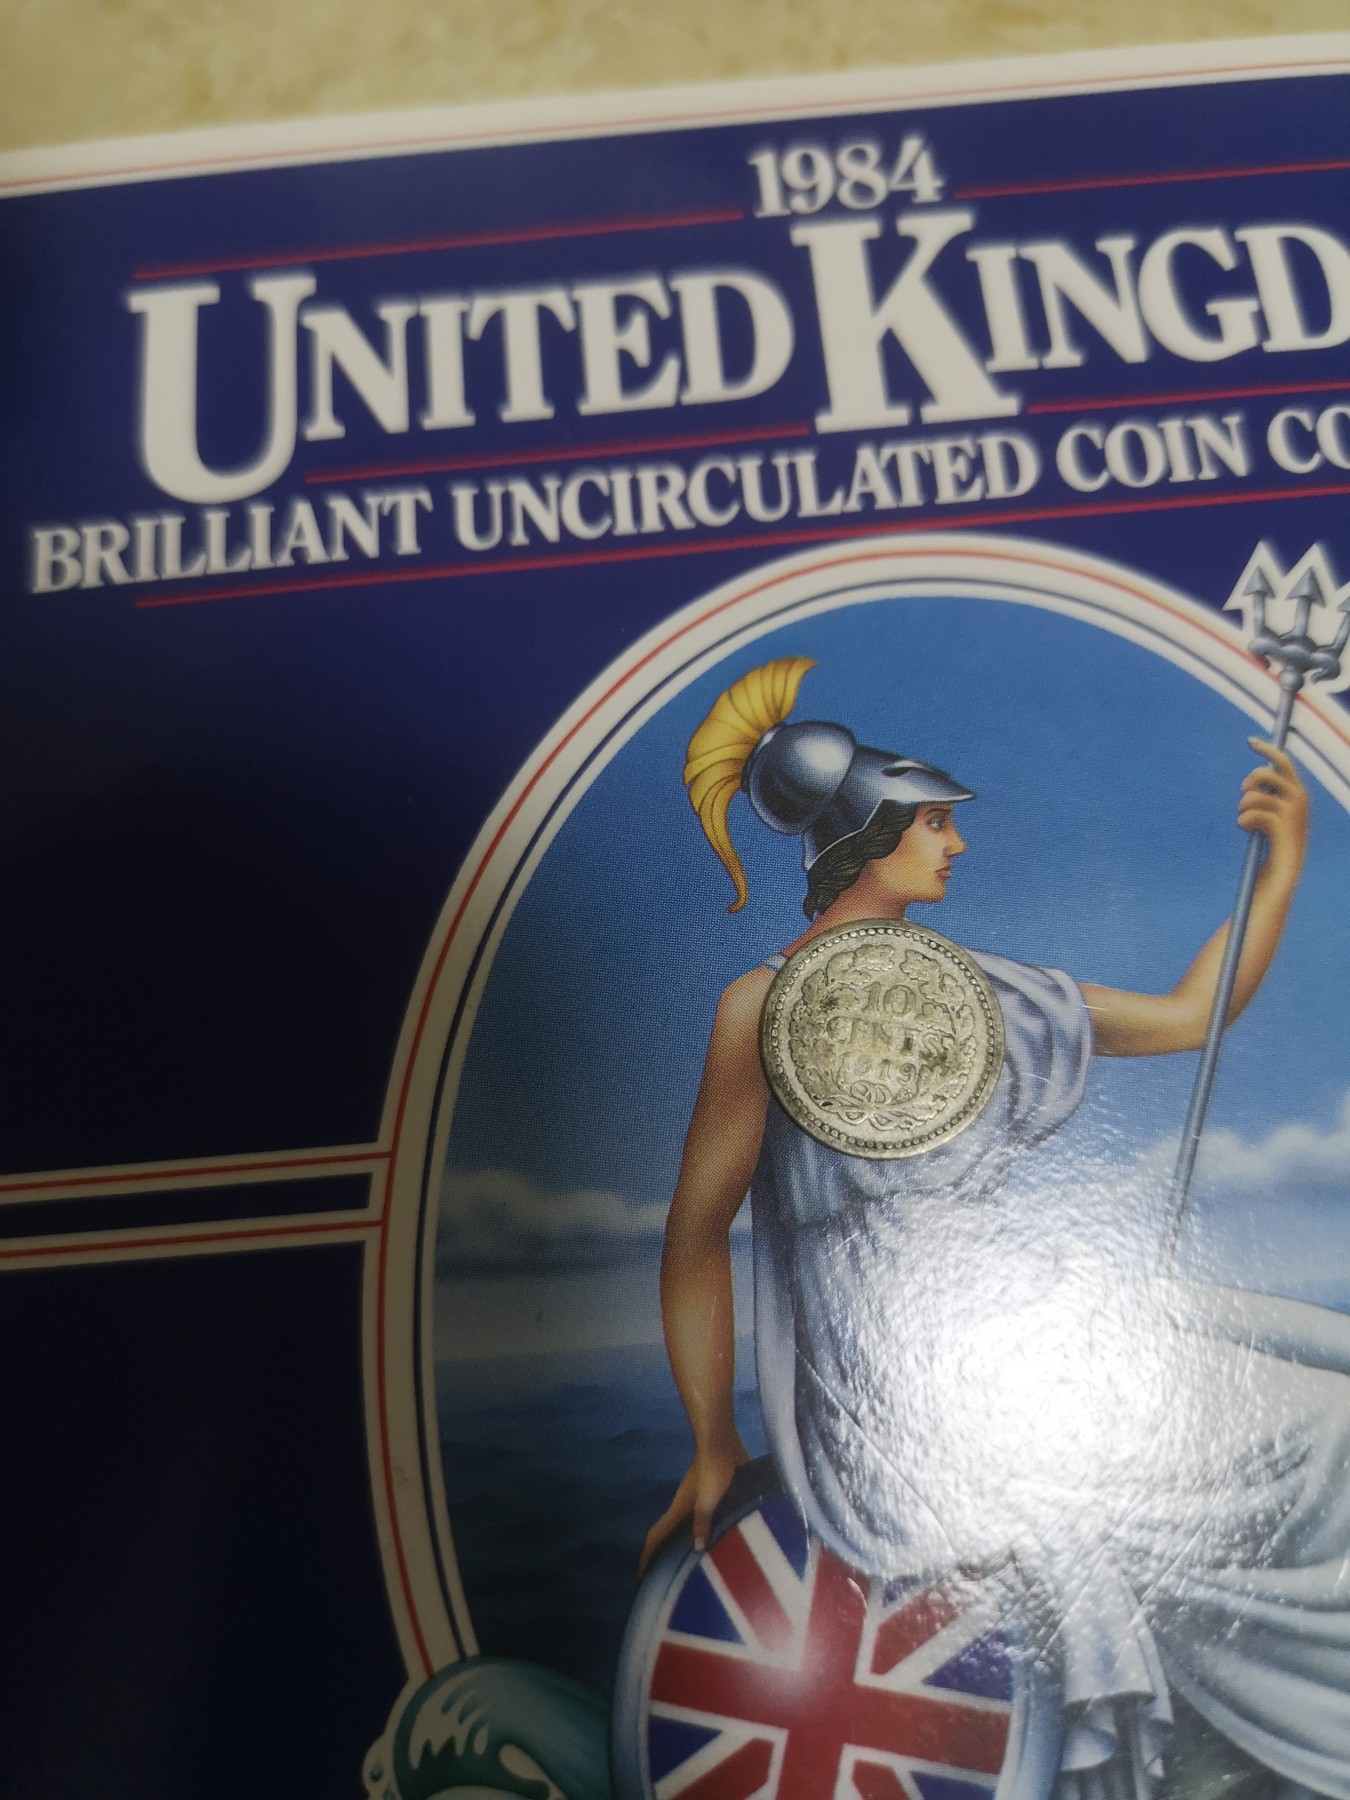 1984
UNITED KINGD
BRILLIANT UNCIRCULATED COIN CO
10
CENTS
1919